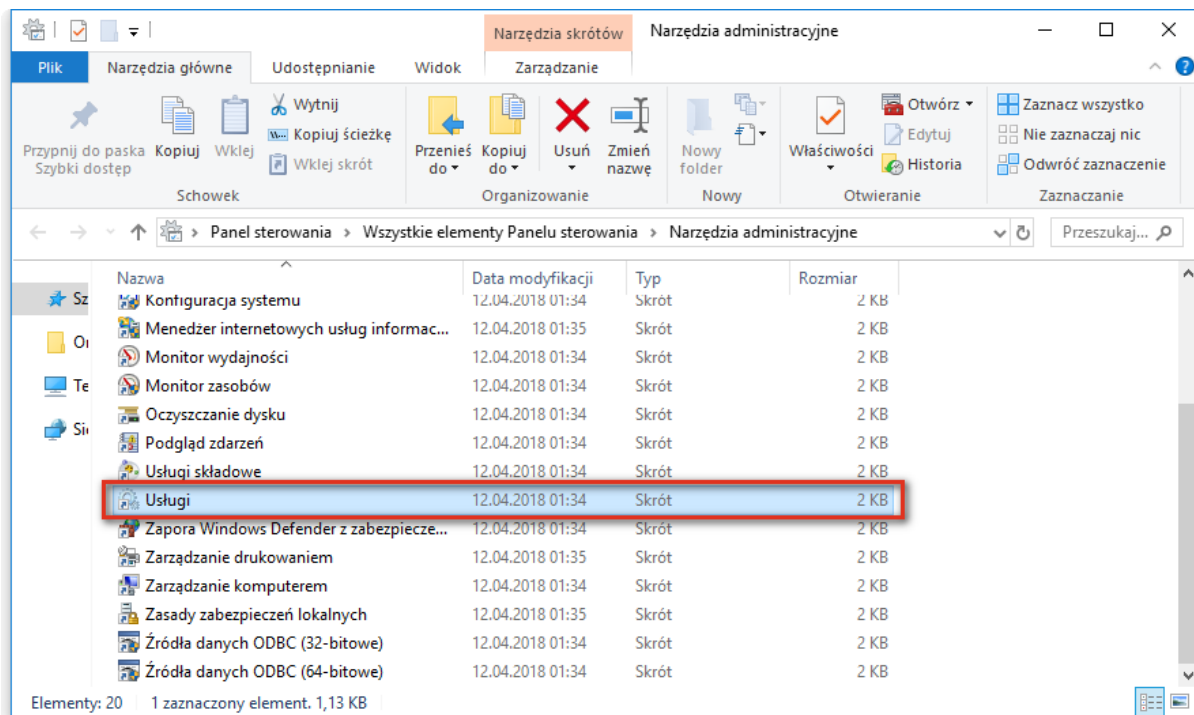 Narzędzia skrótów
Narzędzia administracyjne
Plik
Narzędzia główne
Udostępnianie
Widok
Zarządzanie
Przypnij do paska
Szybki dostęp
Kopiuj
Wklej
Wytnij
Kopiuj ścieżkę
Wklej skrót
Schowek
Przenieś
do
Kopiuj
do
Usuń
Zmień
nazwę
Organizowanie
Nowy
folder
Nowy
Właściwości
Otwórz
Edytuj
Historia
Otwieranie
Zaznacz wszystko
Nie zaznaczaj nic
Odwróć zaznaczenie
Zaznaczanie
Panel sterowania > Wszystkie elementy Panelu sterowania > Narzędzia administracyjne
Przeszukaj...
Nazwa Data modyfikacji Typ Rozmiar
Sz
Te
Konfiguracja systemu 12.04.2018 01:34 Skrót 2 KB
Menedżer internetowych usług informac... 12.04.2018 01:35 Skrót 2 KB
Monitor wydajności 12.04.2018 01:34 Skrót 2 KB
Monitor zasobów 12.04.2018 01:34 Skrót 2 KB
Oczyszczanie dysku 12.04.2018 01:34 Skrót 2 KB
Podgląd zdarzeń 12.04.2018 01:34 Skrót 2 KB
Usługi składowe 12.04.2018 01:34 Skrót 2 KB
Usługi 12.04.2018 01:34 Skrót 2 KB
Zapora Windows Defender z zabezpiecze... 12.04.2018 01:34 Skrót 2 KB
Zarządzanie drukowaniem 12.04.2018 01:35 Skrót 2 KB
Zarządzanie komputerem 12.04.2018 01:34 Skrót 2 KB
Zasady zabezpieczeń lokalnych 12.04.2018 01:35 Skrót 2 KB
Źródła danych ODBC (32-bitowe) 12.04.2018 01:34 Skrót 2 KB
Źródła danych ODBC (64-bitowe) 12.04.2018 01:34 Skrót 2 KB
Elementy: 20 1 zaznaczony element. 1,13 KB